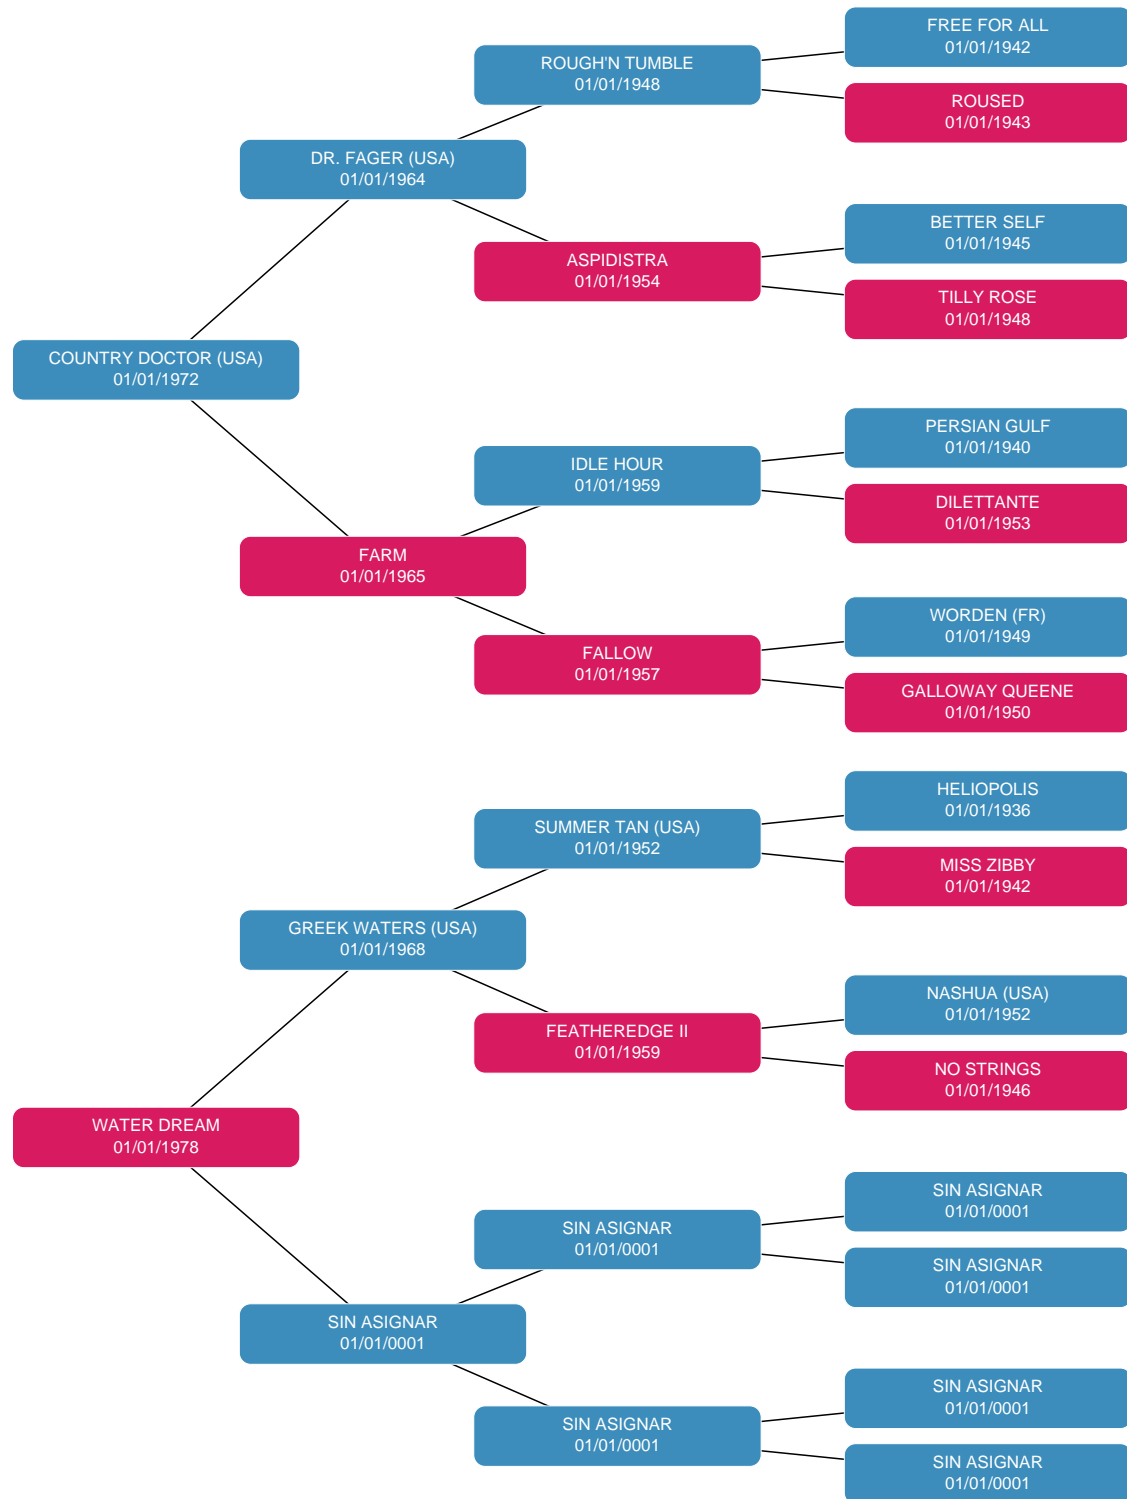 FREE FOR ALL
01/01/1942
ROUGH'N TUMBLE
01/01/1948
ROUSED
01/01/1943
DR. FAGER (USA)
01/01/1964
BETTER SELF
01/01/1945
ASPIDISTRA
01/01/1954
TILLY ROSE
01/01/1948
COUNTRY DOCTOR (USA)
01/01/1972
PERSIAN GULF
01/01/1940
IDLE HOUR
01/01/1959
DILETTANTE
01/01/1953
FARM
01/01/1965
WORDEN (FR)
01/01/1949
FALLOW
01/01/1957
GALLOWAY QUEENE
01/01/1950
HELIOPOLIS
01/01/1936
SUMMER TAN (USA)
01/01/1952
MISS ZIBBY
01/01/1942
GREEK WATERS (USA)
01/01/1968
NASHUA (USA)
01/01/1952
FEATHEREDGE II
01/01/1959
NO STRINGS
01/01/1946
WATER DREAM
01/01/1978
SIN ASIGNAR
01/01/0001
SIN ASIGNAR
01/01/0001
SIN ASIGNAR
01/01/0001
SIN ASIGNAR
01/01/0001
SIN ASIGNAR
01/01/0001
SIN ASIGNAR
01/01/0001
SIN ASIGNAR
01/01/0001